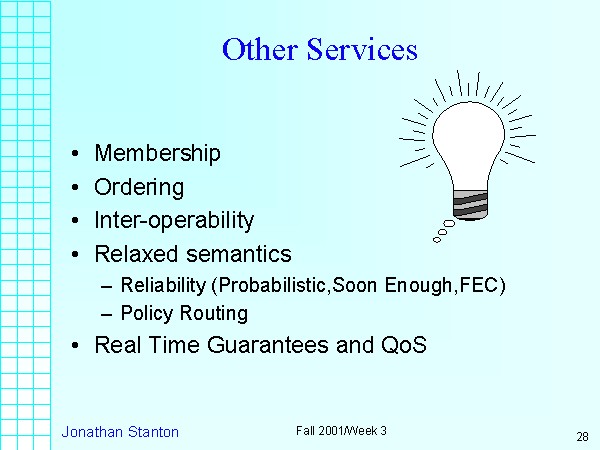 Other Services
• Membership
• Ordering
• Inter-operability
• Relaxed semantics
– Reliability (Probabilistic,Soon Enough,FEC)
– Policy Routing
• Real Time Guarantees and QoS
Jonathan Stanton
Fall 2001/Week 3
28